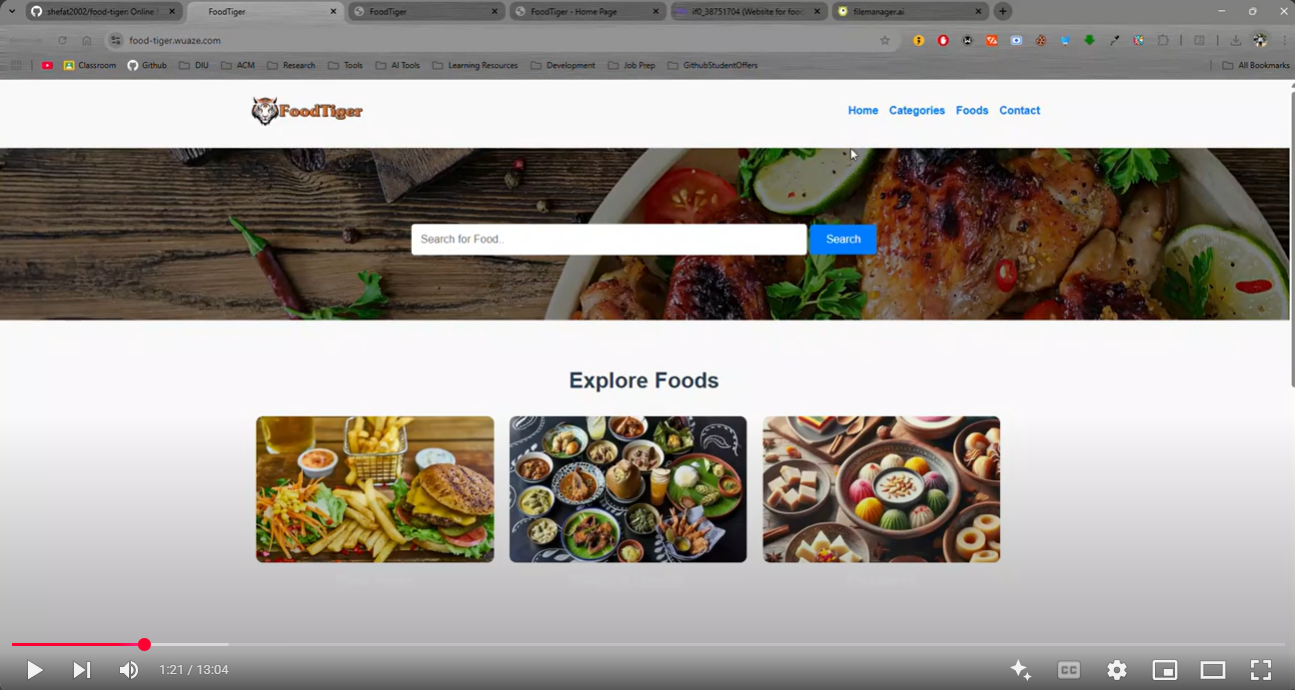 shefat2002/food-tiger: Online
FoodTiger
FoodTiger
FoodTiger - Home Page
if0_38751704 (Website for foo
filemanager.ai
food-tiger.wuaze.com
Classroom
Github
DIU
ACM
Research
Tools
AI Tools
Learning Resources
Development
Job Prep
GithubStudentOffers
All Bookmarks
FoodTiger
Home
Categories
Foods
Contact
Search for Food..
Search
Explore Foods
1:21 / 13:04
CC